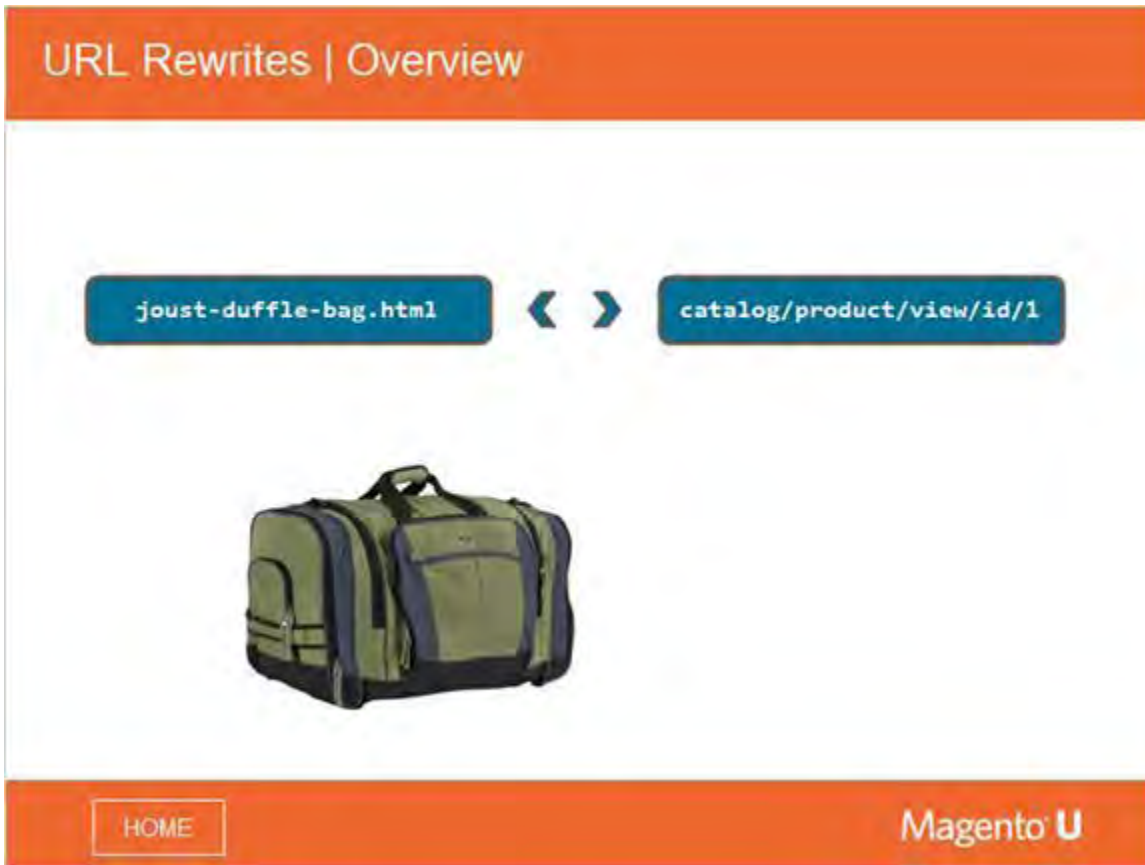 URL Rewrites | Overview
joust-duffle-bag.html
catalog/product/view/id/1
HOME
Magento U